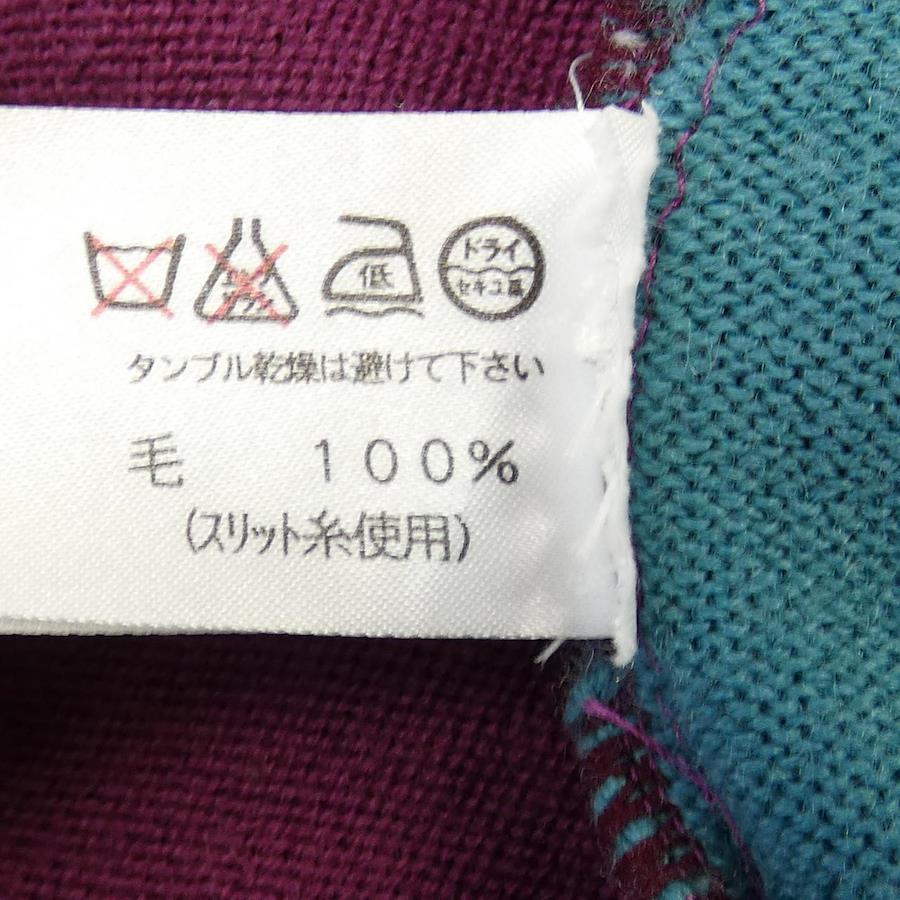 低
ドライ
セキユ系
タンブル乾燥は避けて下さい
毛 100%
(スリット糸使用)